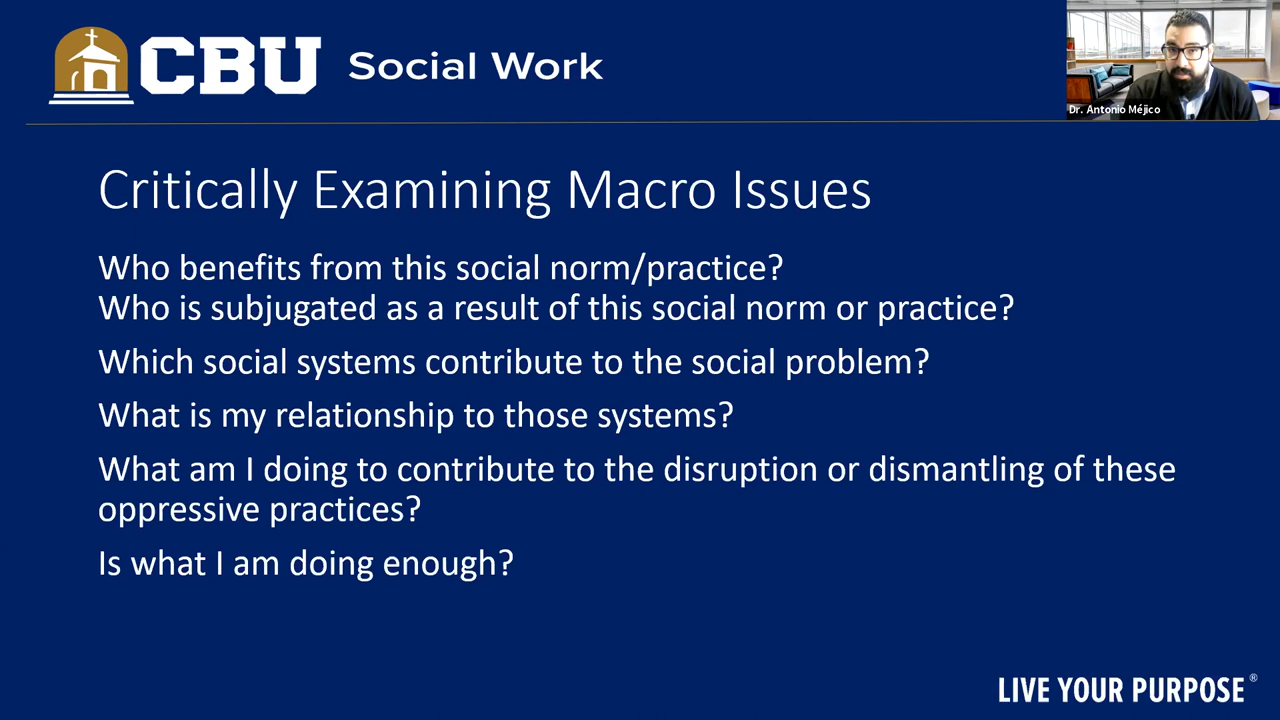 CBU Social Work
Dr. Antonio Méjico
Critically Examining Macro Issues
Who benefits from this social norm/practice?
Who is subjugated as a result of this social norm or practice?
Which social systems contribute to the social problem?
What is my relationship to those systems?
What am I doing to contribute to the disruption or dismantling of these
oppressive practices?
Is what I am doing enough?
LIVE YOUR PURPOSE®